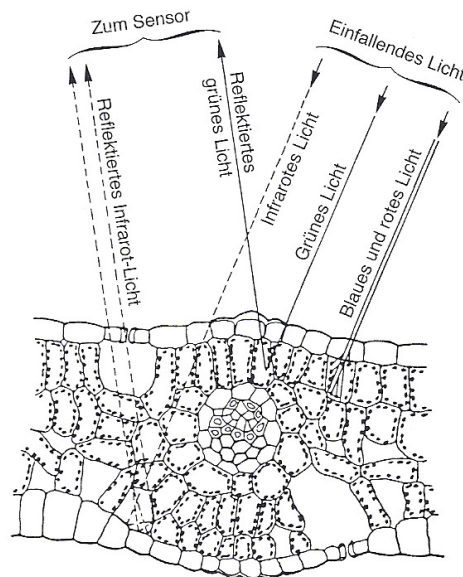 Zum Sensor
Einfallendes Licht
Reflektiertes Infrarot-Licht
Reflektiertes
grünes Licht
Infrarotes Licht
Grünes Licht
Blaues und rotes Licht